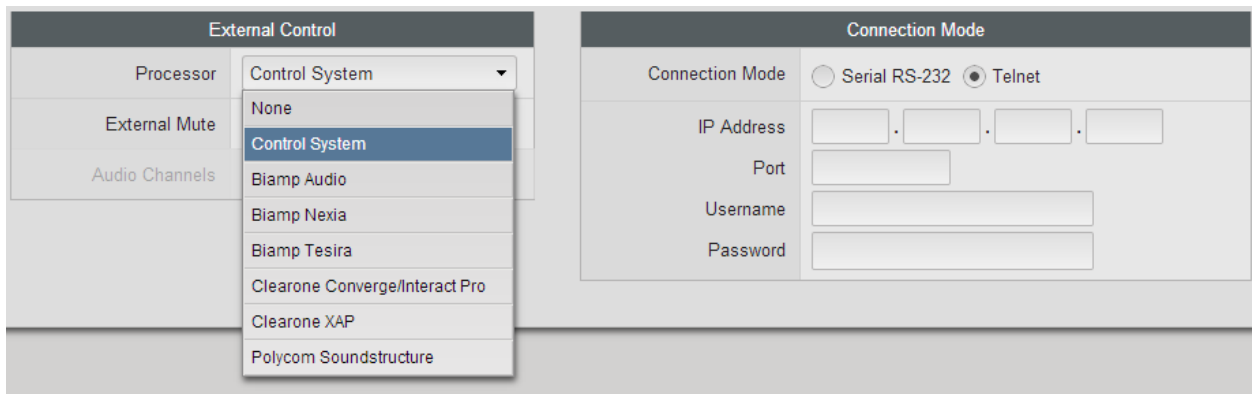 External Control
Processor Control System
None
External Mute
Control System
Audio Channels
Biamp Audio
Biamp Nexia
Biamp Tesira
Clearone Converge/Interact Pro
Clearone XAP
Polycom Soundstructure
Connection Mode
Connection Mode Serial RS-232 Telnet
IP Address . . .
Port
Username
Password